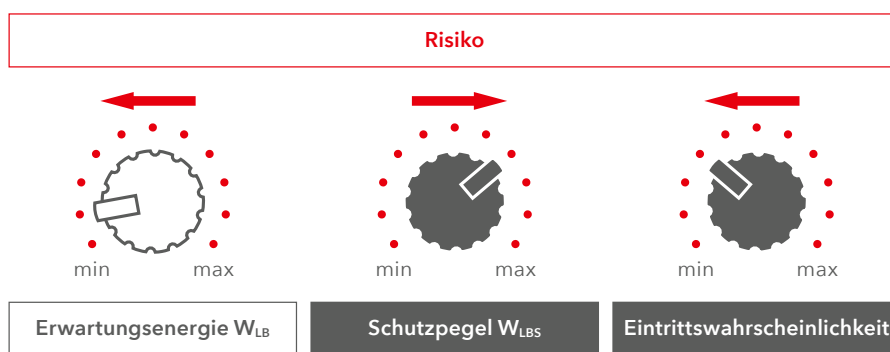 Risiko
min max min max min max
Erwartungsenergie WLB Schutzpegel WLBS Eintrittswahrscheinlichkeit